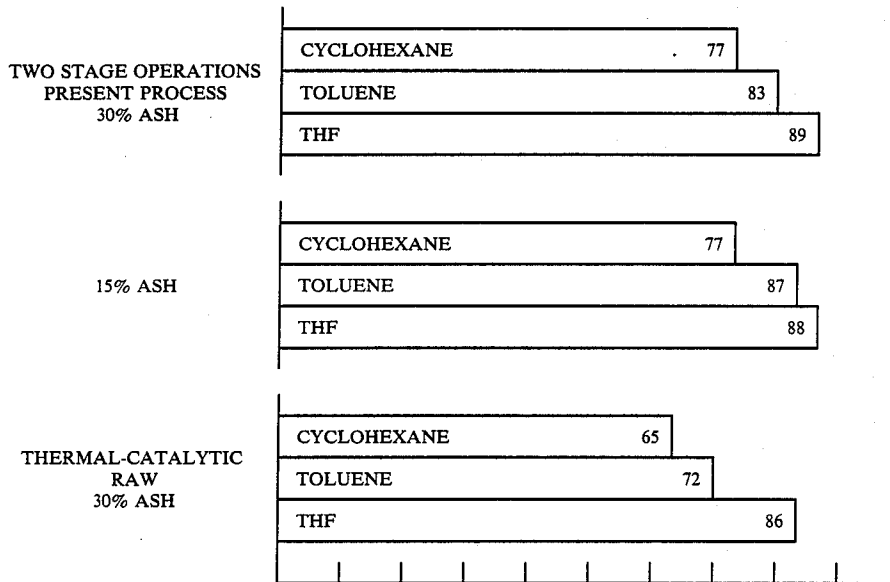 TWO STAGE OPERATIONS
PRESENT PROCESS
30% ASH
CYCLOHEXANE 77
TOLUENE 83
THF 89
15% ASH
CYCLOHEXANE 77
TOLUENE 87
THF 88
THERMAL-CATALYTIC
RAW
30% ASH
CYCLOHEXANE 65
TOLUENE 72
THF 86